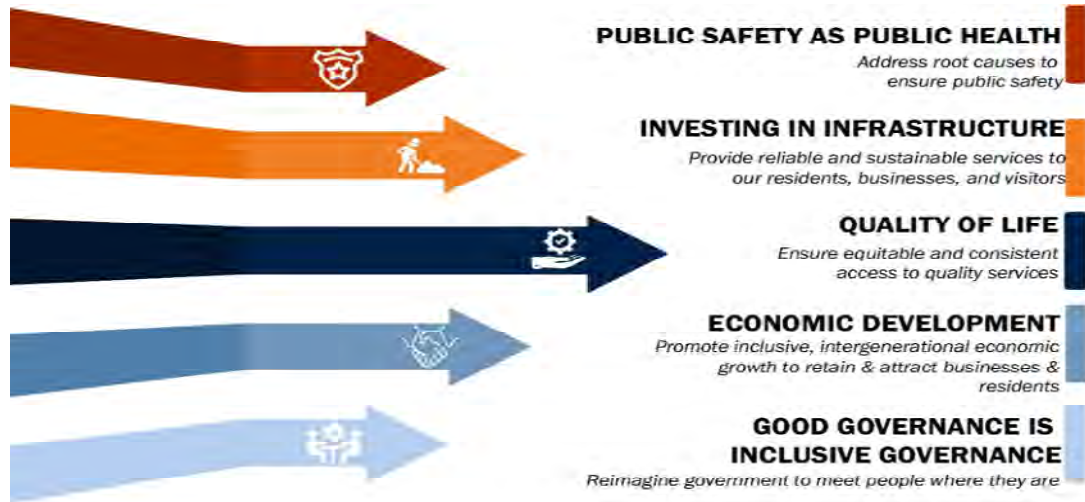 PUBLIC SAFETY AS PUBLIC HEALTH
Address root causes to
ensure public safety
INVESTING IN INFRASTRUCTURE
Provide reliable and sustainable services to
our residents, businesses, and visitors
QUALITY OF LIFE
Ensure equitable and consistent
access to quality services
ECONOMIC DEVELOPMENT
Promote inclusive, intergenerational economic
growth to retain & attract businesses &
residents
GOOD GOVERNANCE IS
INCLUSIVE GOVERNANCE
Reimagine government to meet people where they are